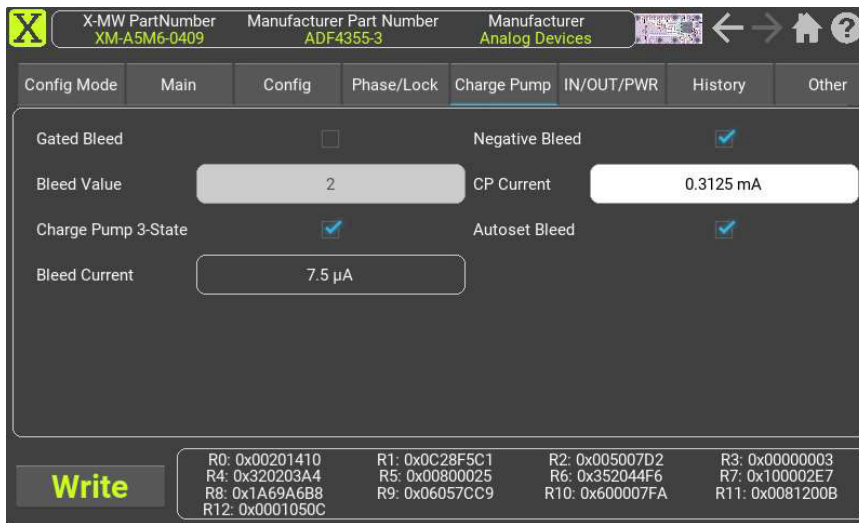 X
X-MW PartNumber Manufacturer Part Number Manufacturer
XM-A5M6-0409 ADF4355-3 Analog Devices
?
Config Mode Main Config Phase/Lock Charge Pump IN/OUT/PWR History Other
Gated Bleed Negative Bleed
Bleed Value 2 CP Current 0.3125 mA
Charge Pump 3-State Autoset Bleed
Bleed Current 7.5 µA
Write
R0: 0x00201410 R1: 0x0C28F5C1 R2: 0x005007D2 R3: 0x00000003
R4: 0x320203A4 R5: 0x00800025 R6: 0x352044F6 R7: 0x100002E7
R8: 0x1A69A6B8 R9: 0x06057CC9 R10: 0x600007FA R11: 0x0081200B
R12: 0x0001050C